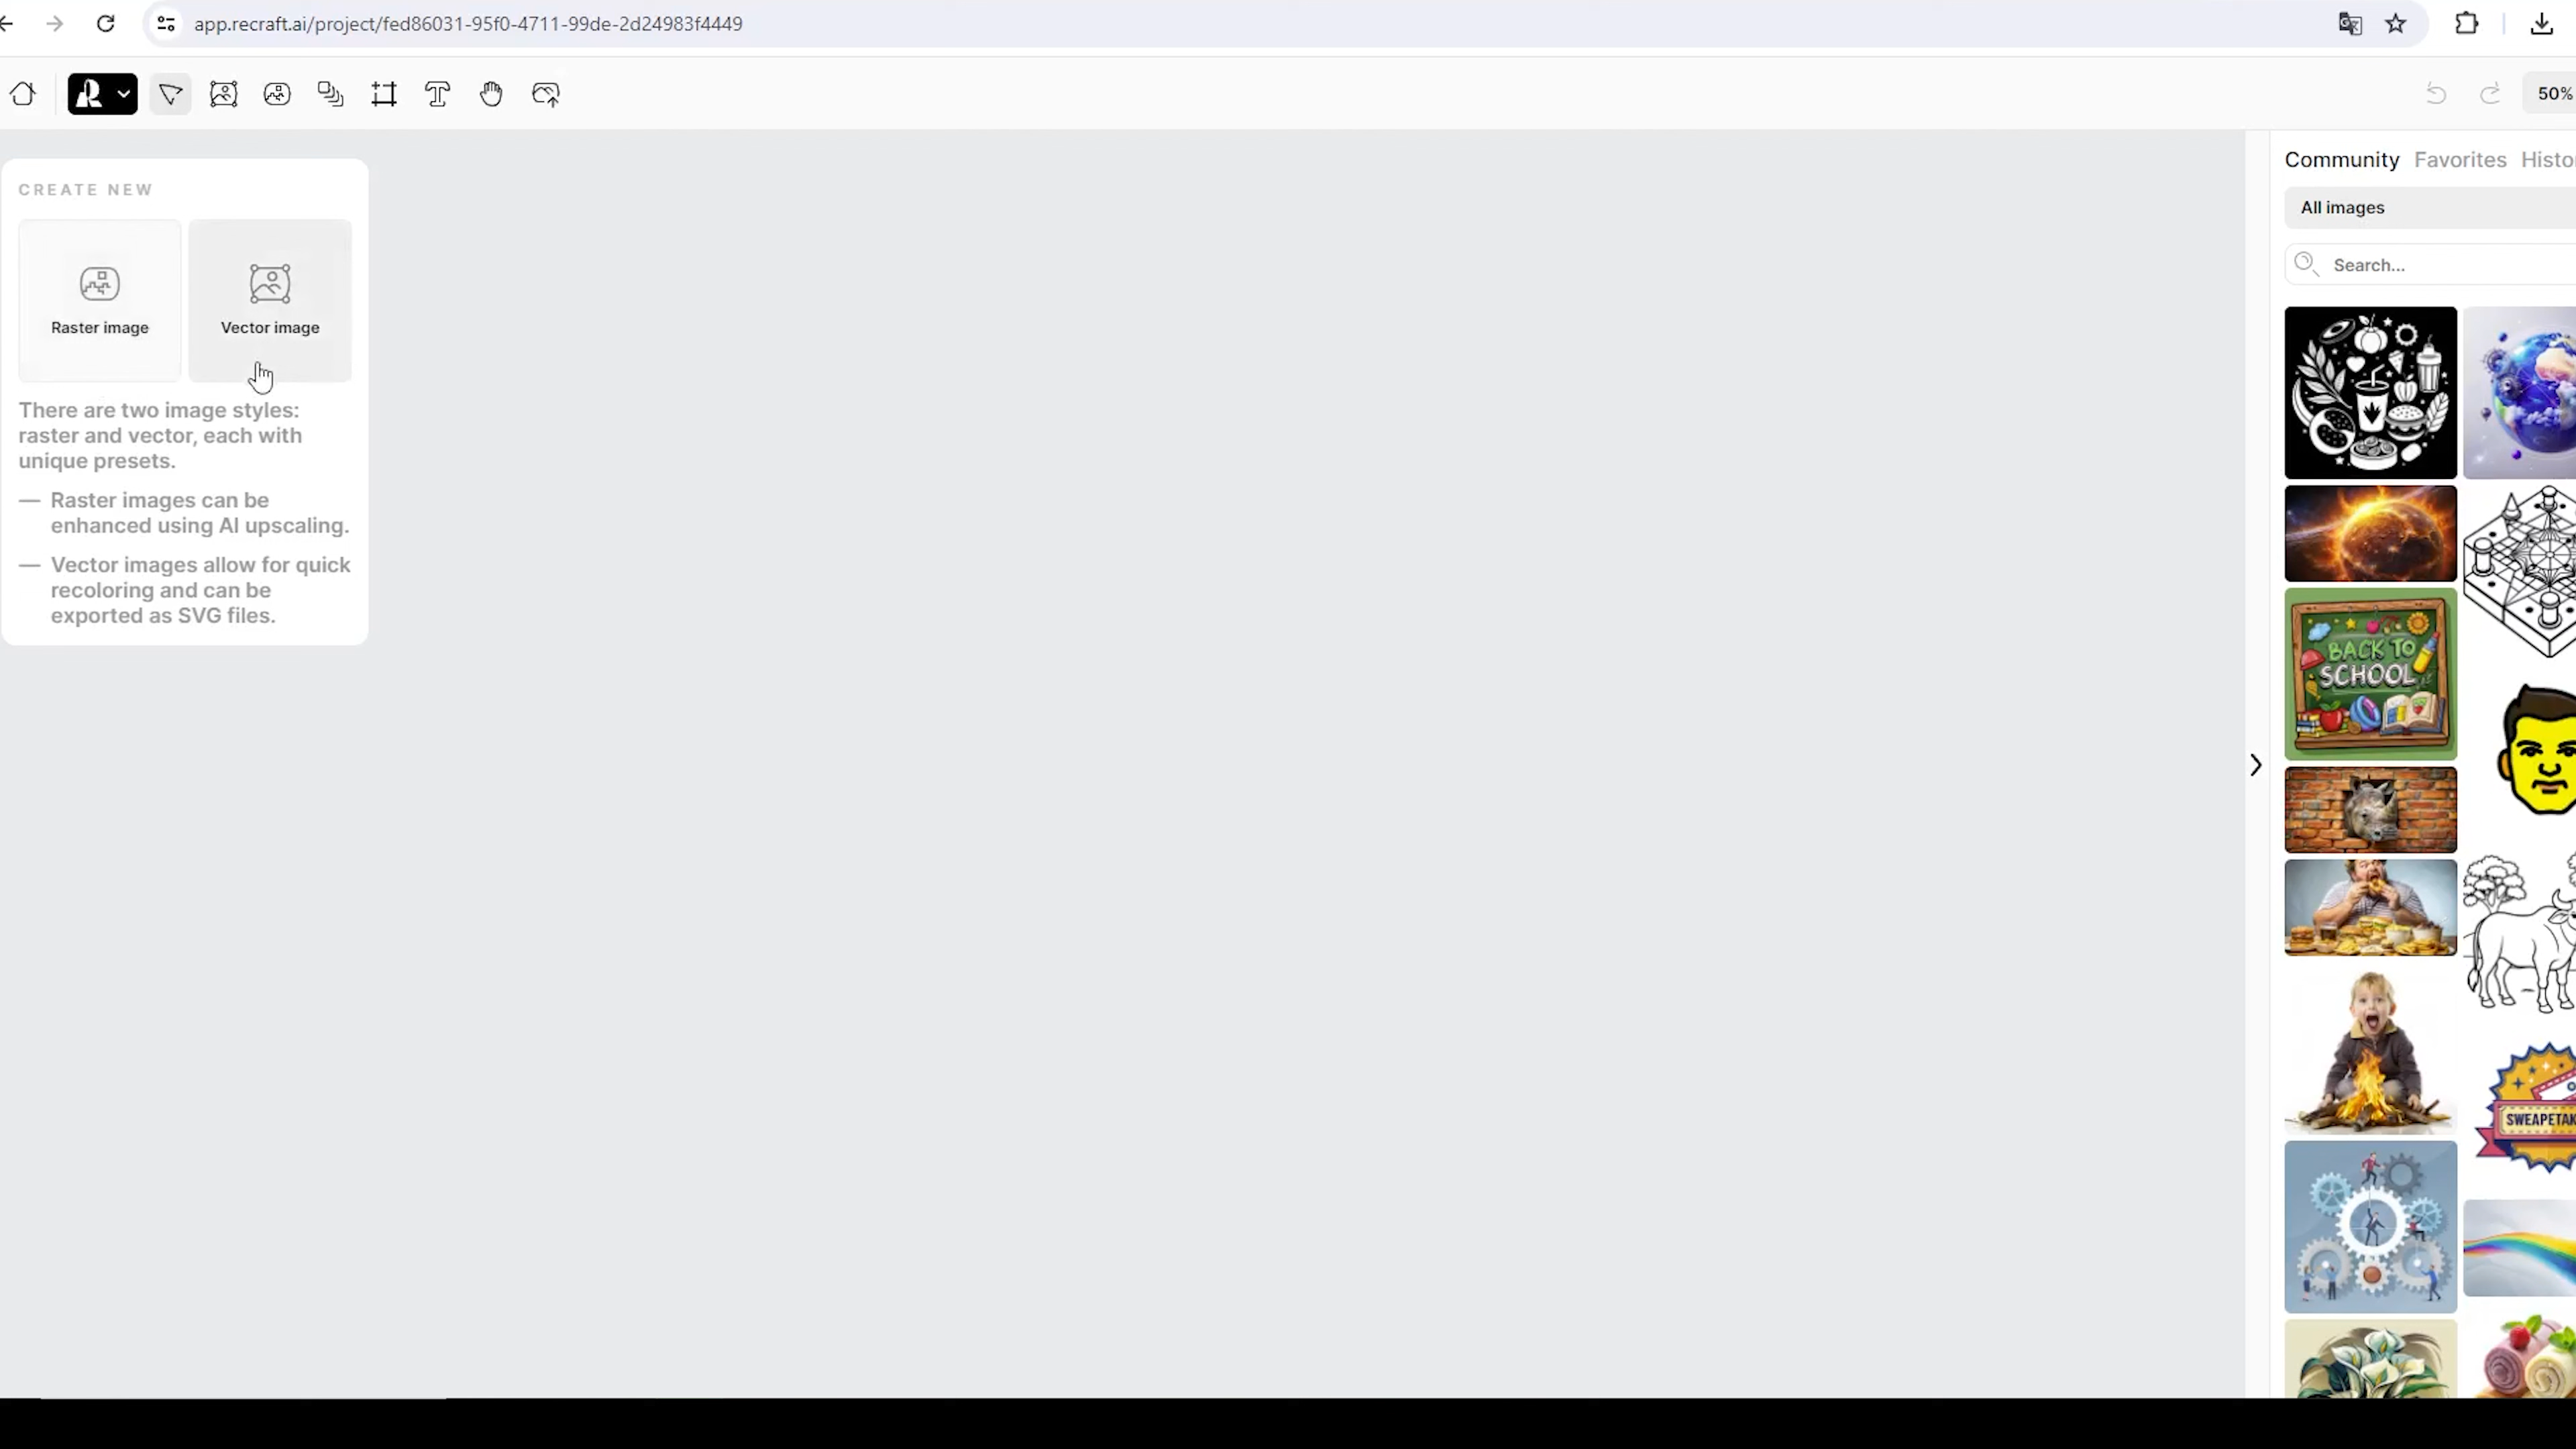 app.recraft.ai/project/fed86031-95f0-4711-99de-2d24983f4449
50%
CREATE NEW
Raster image
Vector image
There are two image styles:
raster and vector, each with
unique presets.
— Raster images can be
enhanced using AI upscaling.
— Vector images allow for quick
recoloring and can be
exported as SVG files.
Community Favorites Histo
All images
Search...
BACK TO
SCHOOL
SWEAPETAK